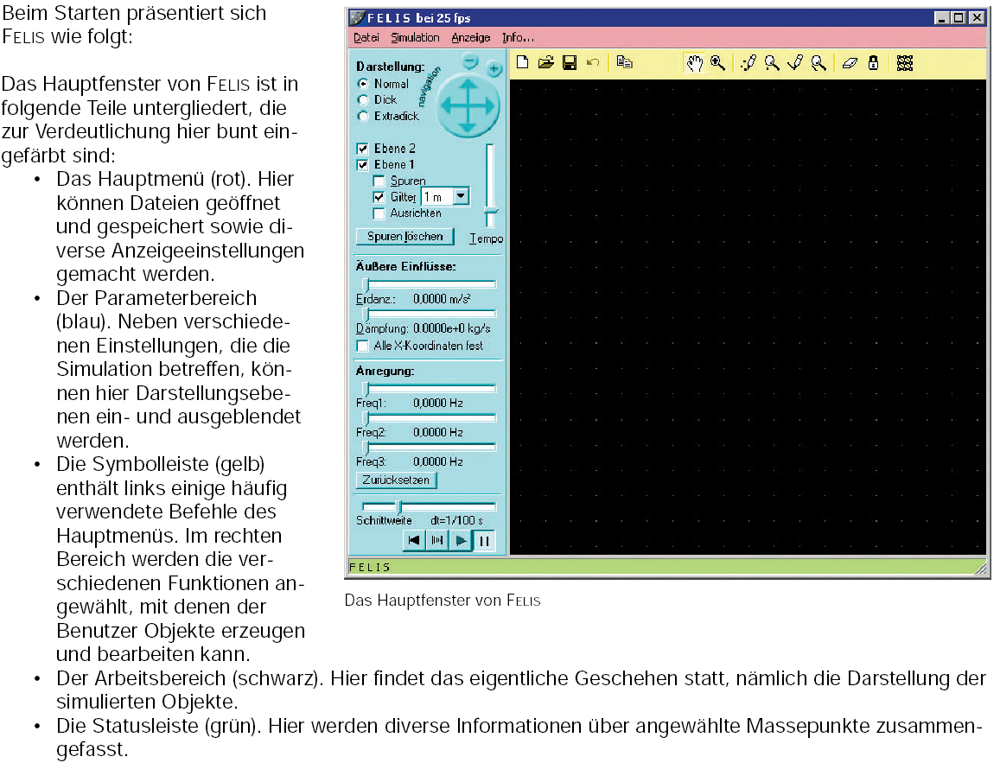 Beim Starten präsentiert sich
FELIS wie folgt:
Das Hauptfenster von FELIS ist in
folgende Teile untergliedert, die
zur Verdeutlichung hier bunt ein-
gefärbt sind:
• Das Hauptmenü (rot). Hier
können Dateien geöffnet
und gespeichert sowie di-
verse Anzeigeeinstellungen
gemacht werden.
• Der Parameterbereich
(blau). Neben verschiede-
nen Einstellungen, die die
Simulation betreffen, kön-
nen hier Darstellungsebe-
nen ein- und ausgeblendet
werden.
• Die Symbolleiste (gelb)
enthält links einige häufig
verwendete Befehle des
Hauptmenüs. Im rechten
Bereich werden die ver-
schiedenen Funktionen an-
gewählt, mit denen der
Benutzer Objekte erzeugen
und bearbeiten kann.
FELIS bei 25 fps
Datei Simulation Anzeige Info...
Darstellung:
navigation
Normal
Dick
Extradick
Ebene 2
Ebene 1
Spuren
Gitter 1 m
Ausrichten
Spuren löschen
Tempo
Äußere Einflüsse:
Erdanz.: 0,0000 m/s²
Dämpfung: 0.0000e+0 kg/s
Alle X-Koordinaten fest
Anregung:
Freq1: 0,0000 Hz
Freq2: 0,0000 Hz
Freq3: 0,0000 Hz
Zurücksetzen
Schrittweite dt=1/100 s
FELIS
Das Hauptfenster von FELIS
• Der Arbeitsbereich (schwarz). Hier findet das eigentliche Geschehen statt, nämlich die Darstellung der
simulierten Objekte.
• Die Statusleiste (grün). Hier werden diverse Informationen über angewählte Massepunkte zusammen-
gefasst.